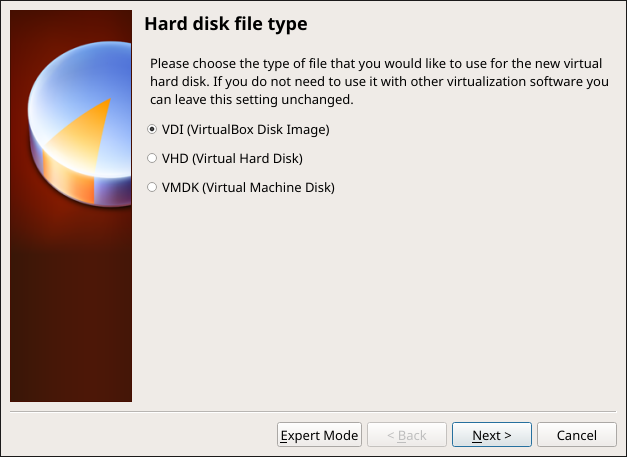 Hard disk file type
Please choose the type of file that you would like to use for the new virtual
hard disk. If you do not need to use it with other virtualization software you
can leave this setting unchanged.
VDI (VirtualBox Disk Image)
VHD (Virtual Hard Disk)
VMDK (Virtual Machine Disk)
Expert Mode
< Back
Next >
Cancel